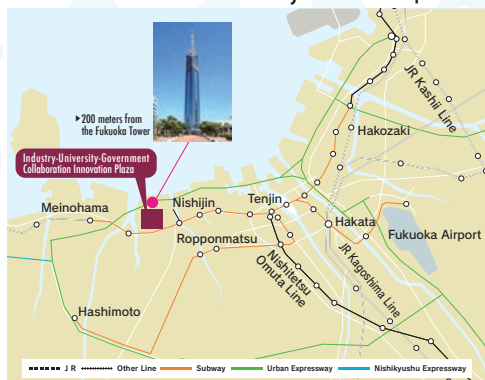 ▶200 meters from
the Fukuoka Tower
Industry-University-Government
Collaboration Innovation Plaza
JR Kashii Line
Hakozaki
Meinohama
Nishijin
Tenjin
Hakata
Ropponmatsu
Fukuoka Airport
Nishitetsu
Omuta Line
JR Kagoshima Line
Hashimoto
JR
Other Line
Subway
Urban Expressway
Nishikyushu Expressway